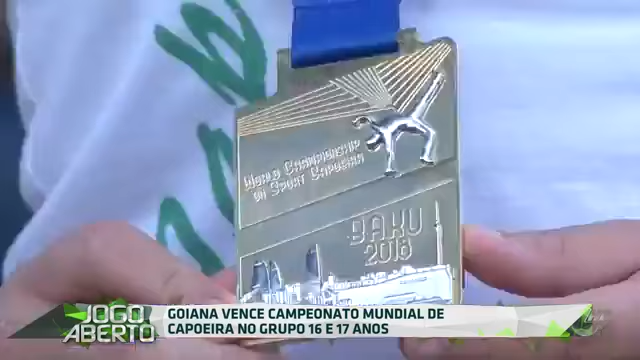 WORLD CHAMPIONSHIP
ON SPORT CAPOEIRA
BAKU
2018
JOGO
ABERTO
GOIANA VENCE CAMPEONATO MUNDIAL DE
CAPOEIRA NO GRUPO 16 E 17 ANOS